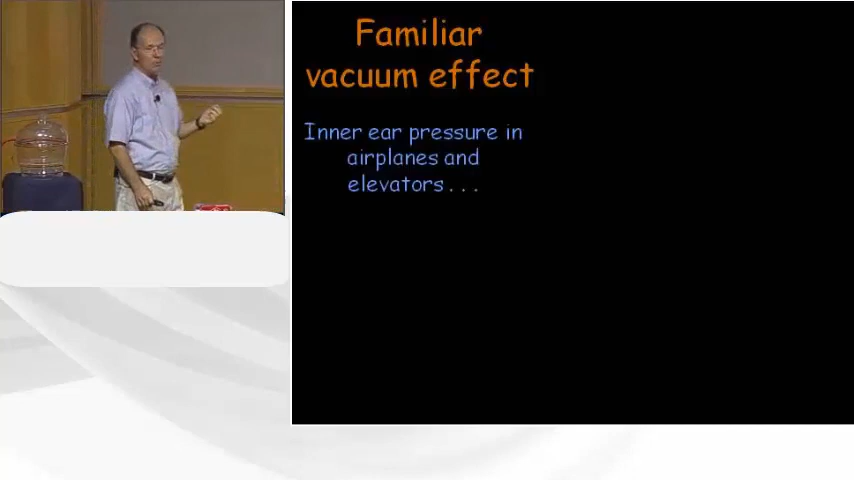 Familiar
vacuum effect
Inner ear pressure in
airplanes and
elevators . . .